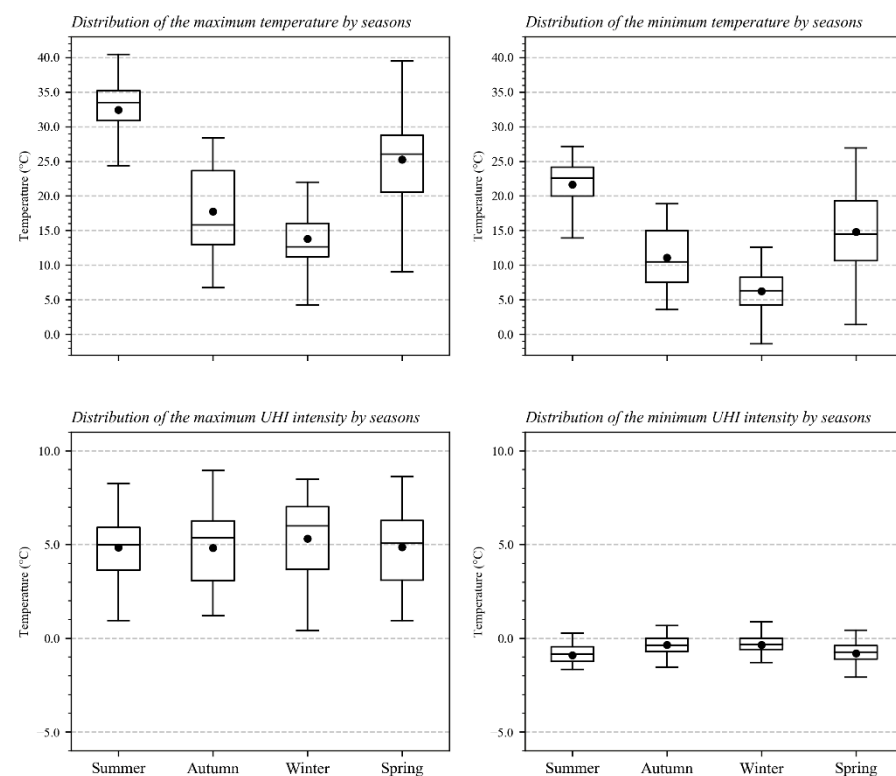 Distribution of the maximum temperature by seasons
40.0
35.0
30.0
25.0
20.0
15.0
10.0
5.0
0.0
Temperature (°C)
Distribution of the minimum temperature by seasons
40.0
35.0
30.0
25.0
20.0
15.0
10.0
5.0
0.0
Temperature (°C)
Distribution of the maximum UHI intensity by seasons
10.0
5.0
0.0
−5.0
Temperature (°C)
Summer Autumn Winter Spring
Distribution of the minimum UHI intensity by seasons
10.0
5.0
0.0
−5.0
Temperature (°C)
Summer Autumn Winter Spring